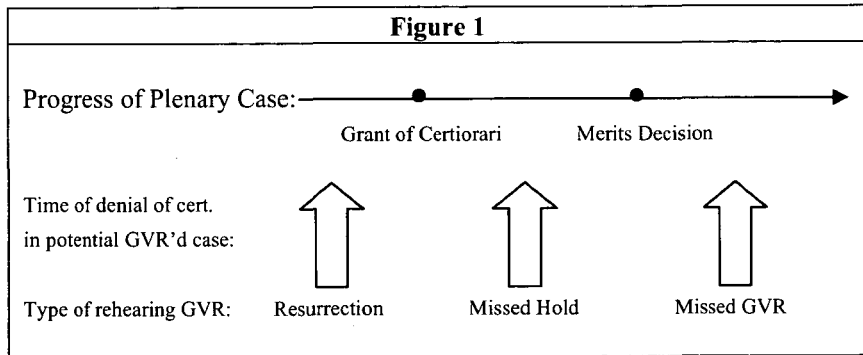 Figure 1
Progress of Plenary Case:
Grant of Certiorari Merits Decision
Time of denial of cert.
in potential GVR'd case:
Type of rehearing GVR: Resurrection Missed Hold Missed GVR